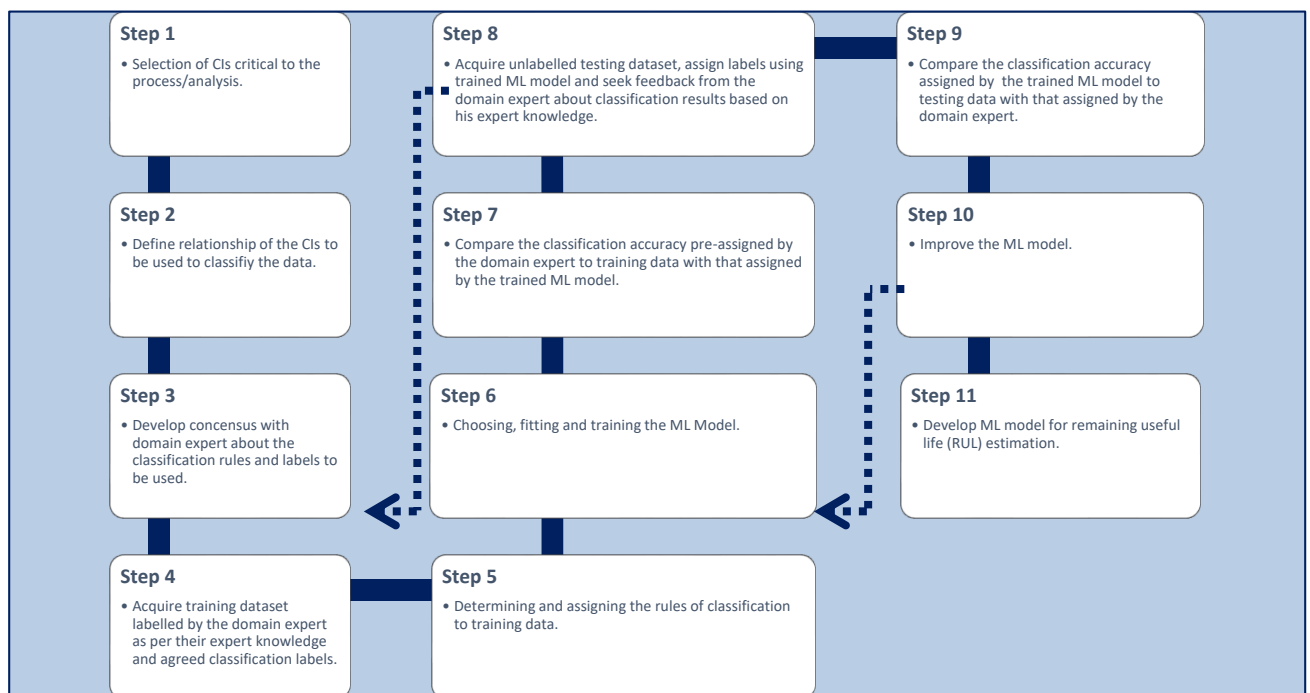 Step 1
• Selection of CIs critical to the
process/analysis.
Step 2
• Define relationship of the CIs to
be used to classifiy the data.
Step 3
• Develop concensus with
domain expert about the
classification rules and labels to
be used.
Step 4
• Acquire training dataset
labelled by the domain expert
as per their expert knowledge
and agreed classification labels.
Step 5
• Determining and assigning the rules of classification
to training data.
Step 6
• Choosing, fitting and training the ML Model.
Step 7
• Compare the classification accuracy pre-assigned by
the domain expert to training data with that assigned
by the trained ML model.
Step 8
• Acquire unlabelled testing dataset, assign labels using
trained ML model and seek feedback from the
domain expert about classification results based on
his expert knowledge.
Step 9
• Compare the classification accuracy
assigned by the trained ML model to
testing data with that assigned by the
domain expert.
Step 10
• Improve the ML model.
Step 11
• Develop ML model for remaining useful
life (RUL) estimation.